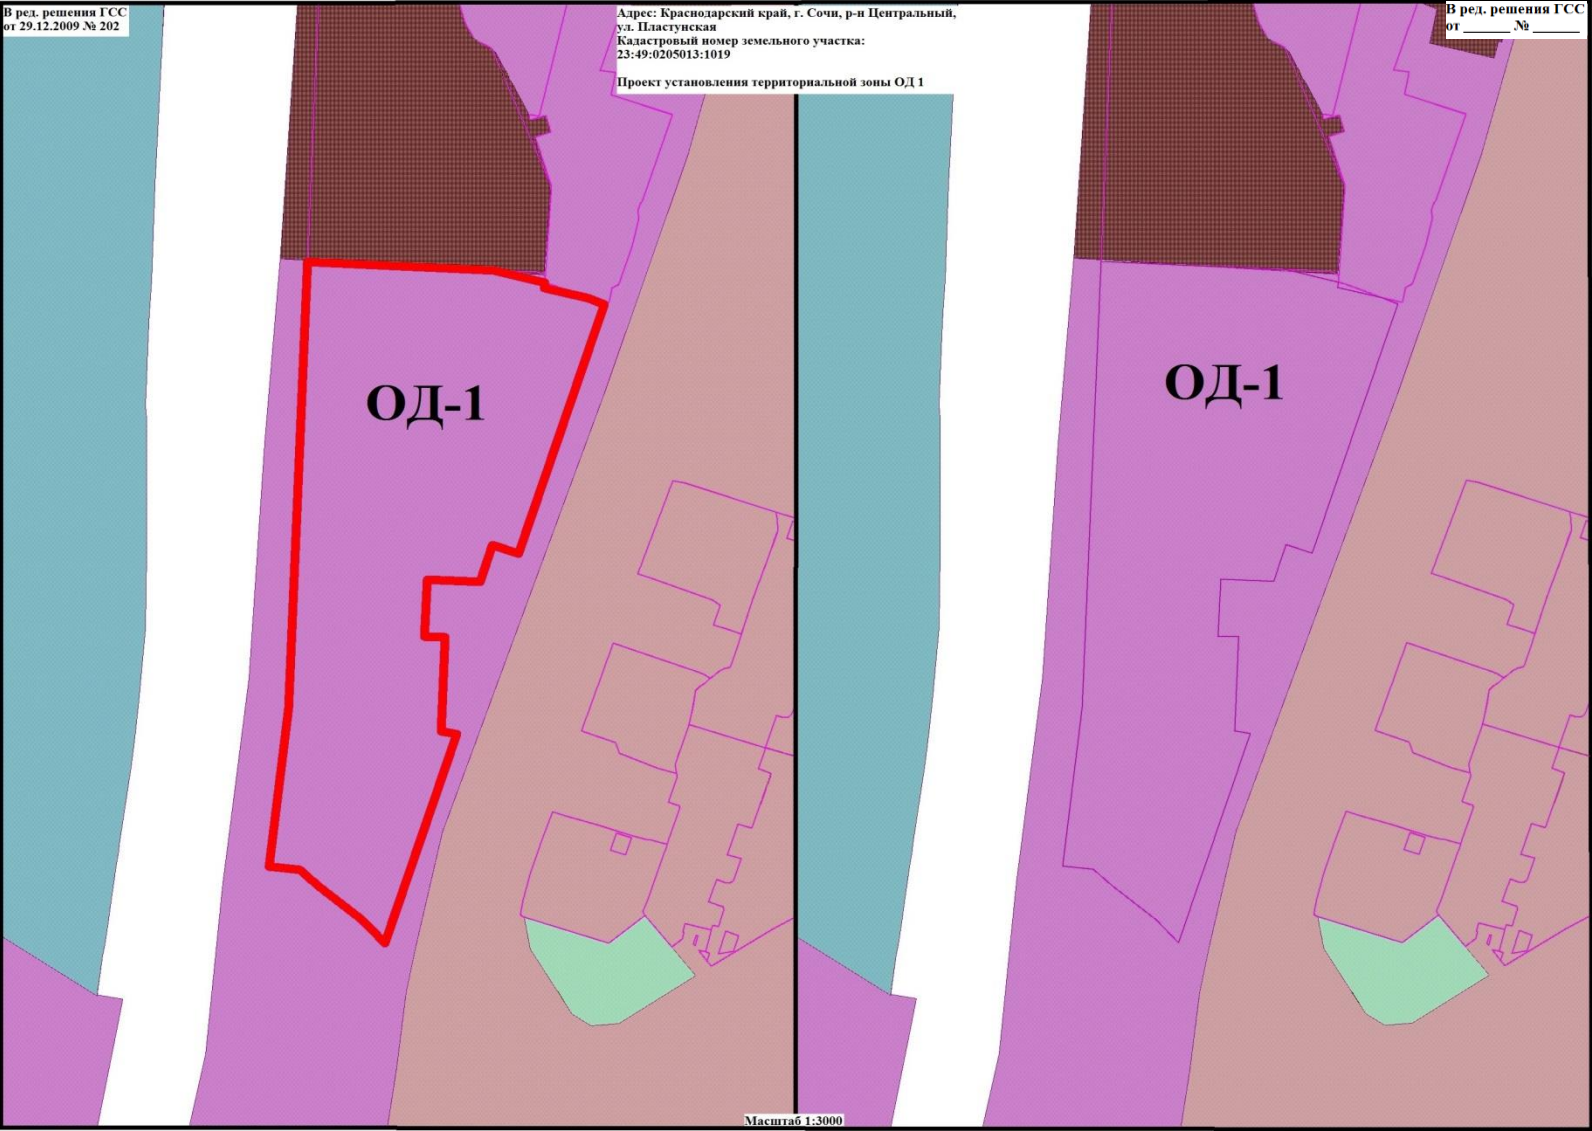 В ред. решения ГСС
от 29.12.2009 № 202
Адрес: Краснодарский край, г. Сочи, р-н Центральный,
ул. Пластунская
Кадастровый номер земельного участка:
23:49:0205013:1019
Проект установления территориальной зоны ОД 1
В ред. решения ГСС
от ______ № ______
ОД-1
ОД-1
Масштаб 1:3000